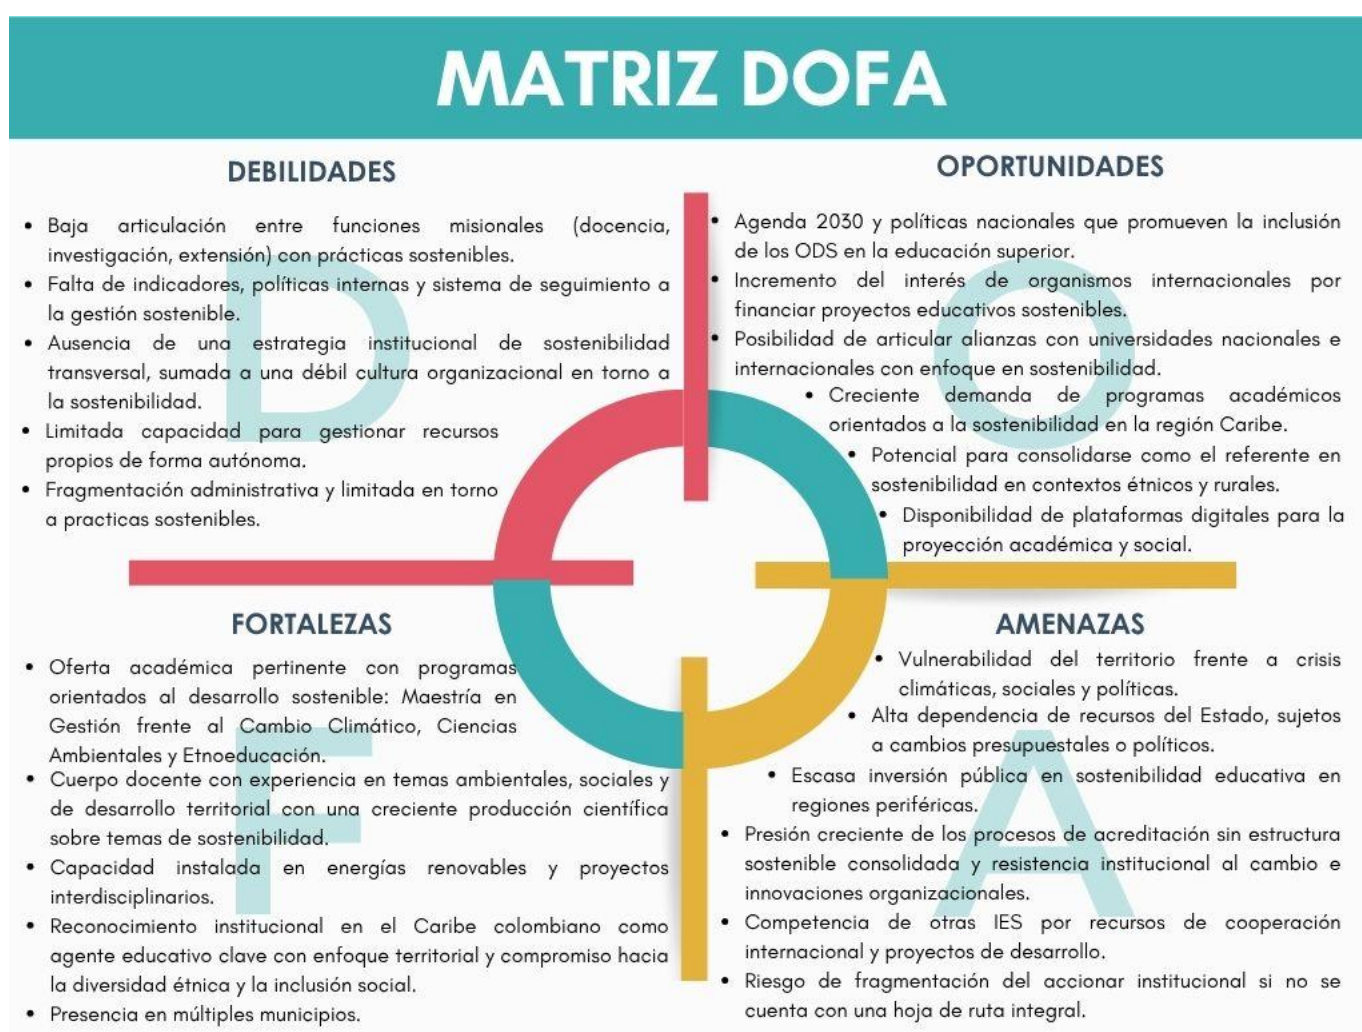 MATRIZ DOFA
DEBILIDADES
• Baja articulación entre funciones misionales (docencia,
investigación, extensión) con prácticas sostenibles.
• Falta de indicadores, políticas internas y sistema de seguimiento a
la gestión sostenible.
• Ausencia de una estrategia institucional de sostenibilidad
transversal, sumada a una débil cultura organizacional en torno a
la sostenibilidad.
• Limitada capacidad para gestionar recursos
propios de forma autónoma.
• Fragmentación administrativa y limitada en torno
a practicas sostenibles.
D
OPORTUNIDADES
• Agenda 2030 y políticas nacionales que promueven la inclusión
de los ODS en la educación superior.
• Incremento del interés de organismos internacionales por
financiar proyectos educativos sostenibles.
• Posibilidad de articular alianzas con universidades nacionales e
internacionales con enfoque en sostenibilidad.
• Creciente demanda de programas académicos
orientados a la sostenibilidad en la región Caribe.
• Potencial para consolidarse como el referente en
sostenibilidad en contextos étnicos y rurales.
• Disponibilidad de plataformas digitales para la
proyección académica y social.
O
FORTALEZAS
• Oferta académica pertinente con programas
orientados al desarrollo sostenible: Maestría en
Gestión frente al Cambio Climático, Ciencias
Ambientales y Etnoeducación.
• Cuerpo docente con experiencia en temas ambientales, sociales y
de desarrollo territorial con una creciente producción científica
sobre temas de sostenibilidad.
• Capacidad instalada en energías renovables y proyectos
interdisciplinarios.
• Reconocimiento institucional en el Caribe colombiano como
agente educativo clave con enfoque territorial y compromiso hacia
la diversidad étnica y la inclusión social.
• Presencia en múltiples municipios.
F
AMENAZAS
• Vulnerabilidad del territorio frente a crisis
climáticas, sociales y políticas.
• Alta dependencia de recursos del Estado, sujetos
a cambios presupuestales o políticos.
• Escasa inversión pública en sostenibilidad educativa en
regiones periféricas.
• Presión creciente de los procesos de acreditación sin estructura
sostenible consolidada y resistencia institucional al cambio e
innovaciones organizacionales.
• Competencia de otras IES por recursos de cooperación
internacional y proyectos de desarrollo.
• Riesgo de fragmentación del accionar institucional si no se
cuenta con una hoja de ruta integral.
A